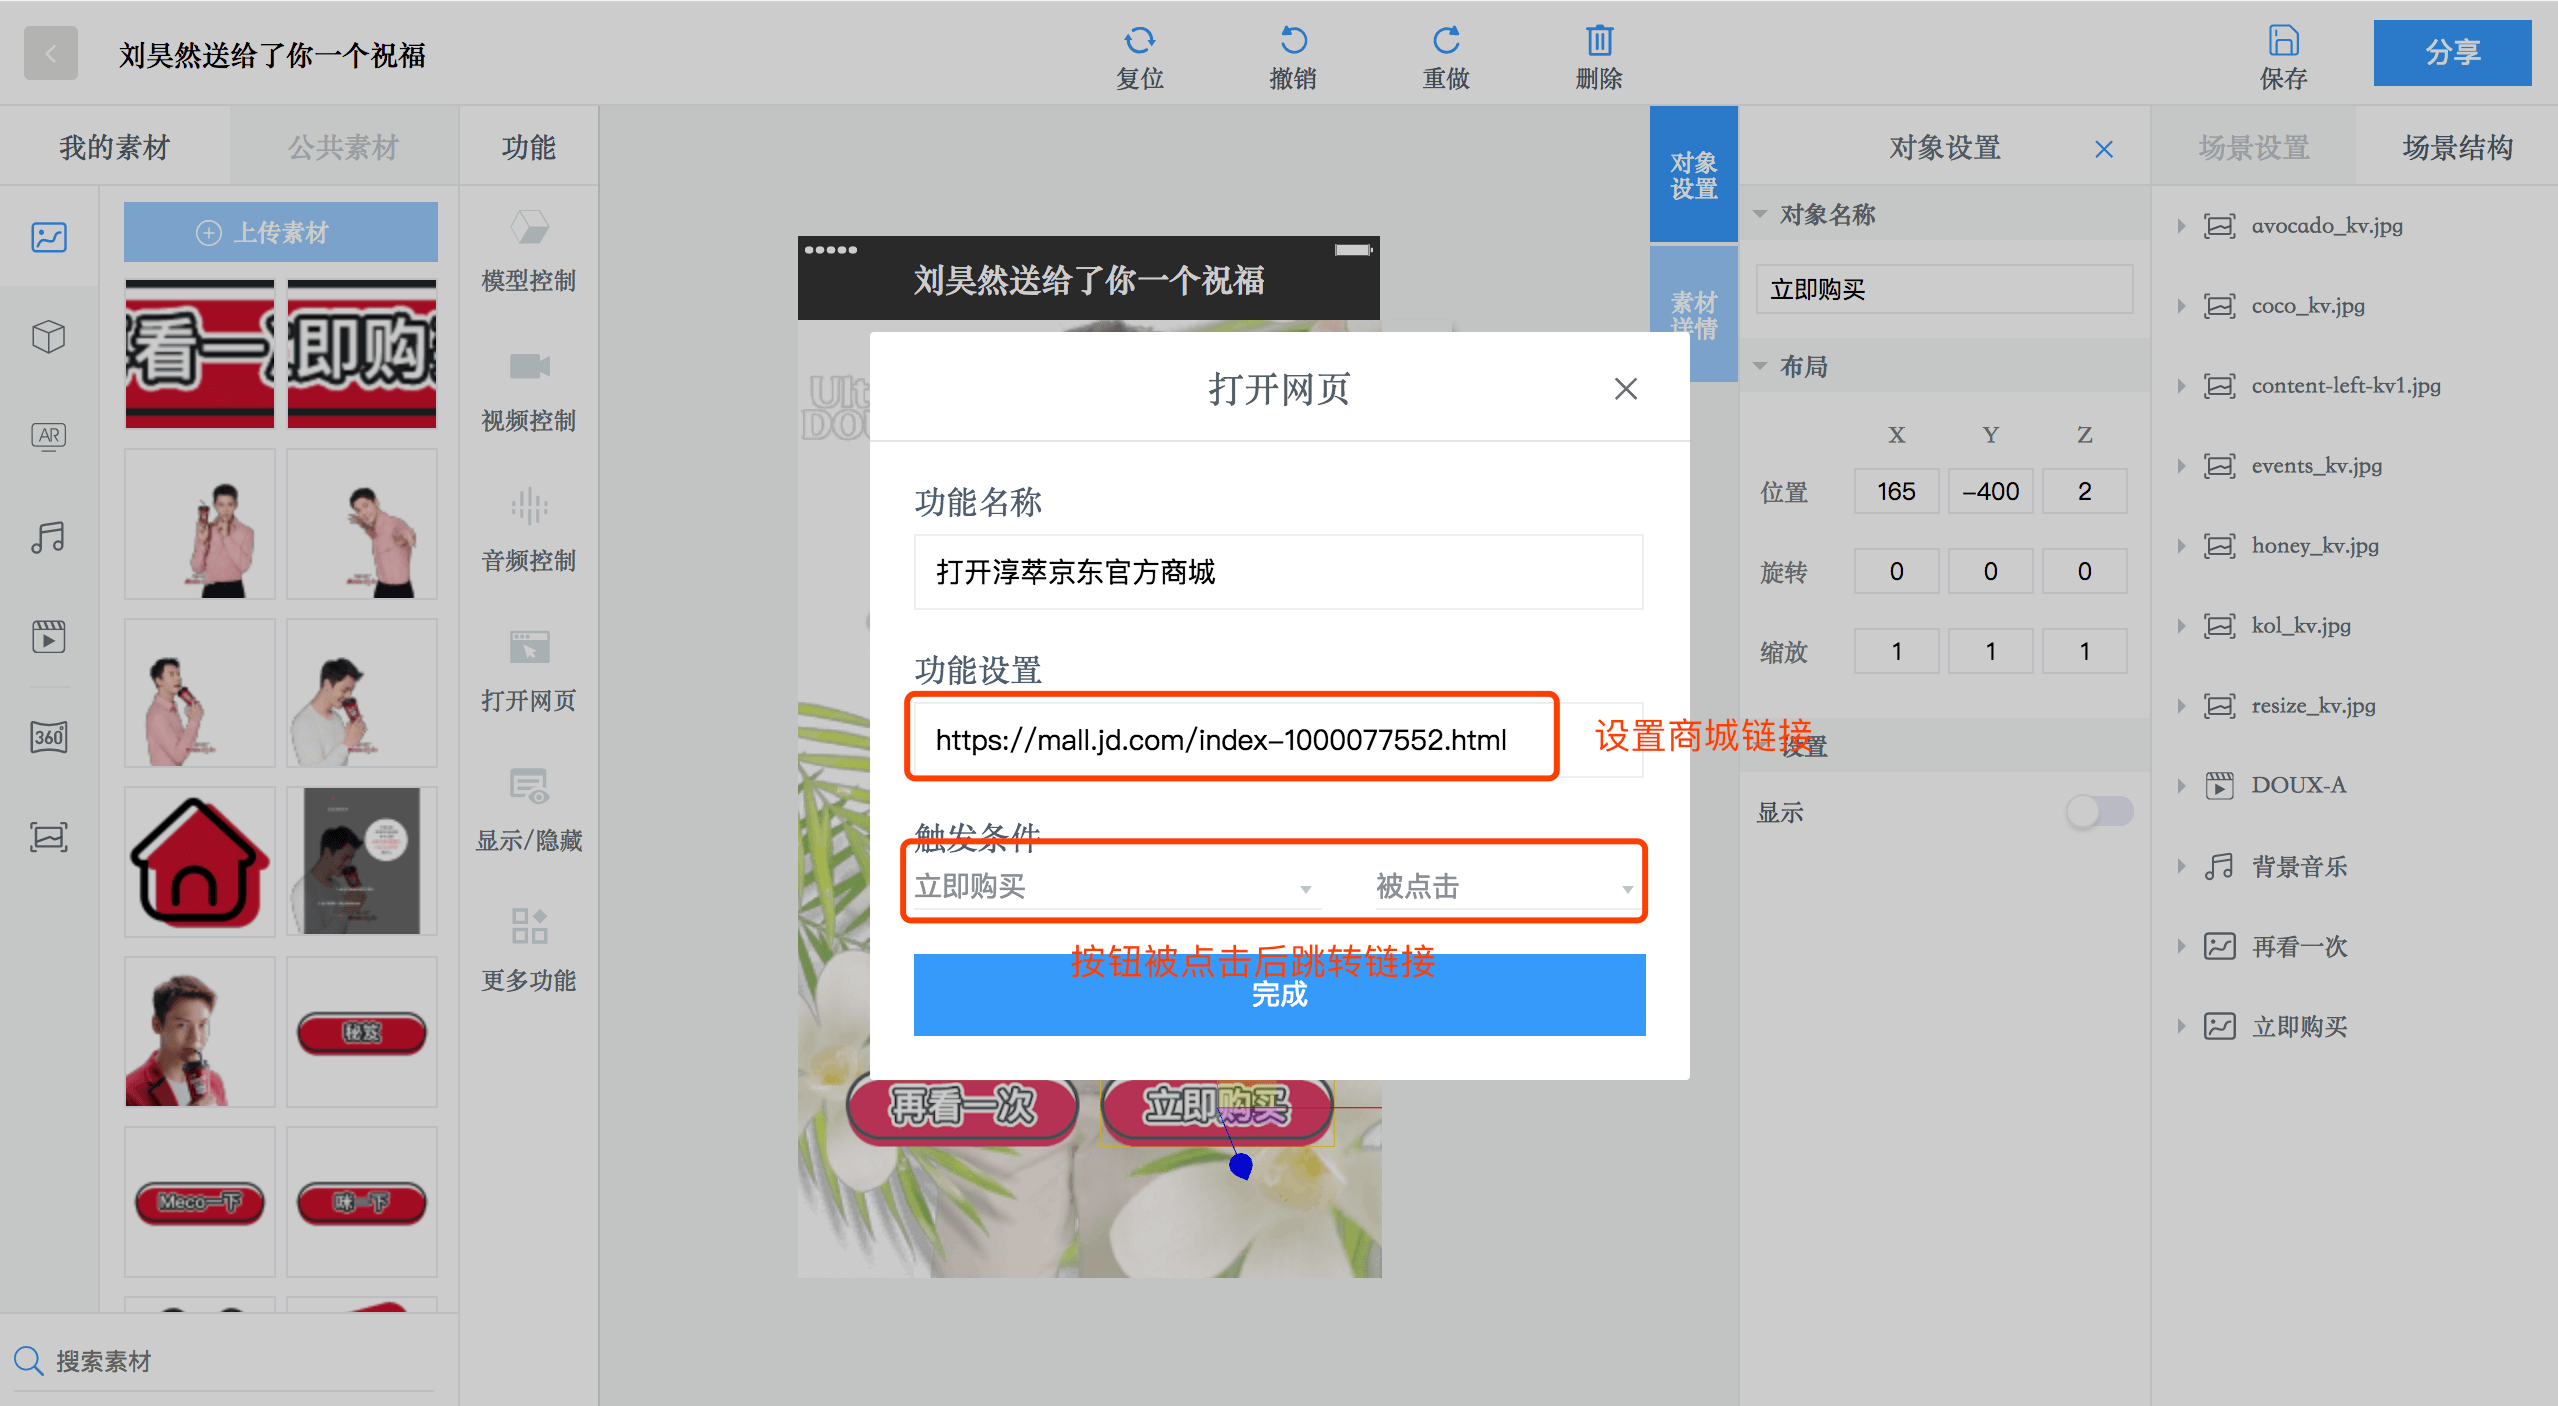 刘昊然送给了你一个祝福
复位
撤销
重做
删除
保存
分享
我的素材
公共素材
功能
对象
设置
对象设置
场景设置
场景结构
上传素材
看一次
即购
秘笈
Meco一下
咪一下
搜索素材
模型控制
视频控制
音频控制
打开网页
显示/隐藏
更多功能
刘昊然送给了你一个祝福
Ult
DOU
素材
详情
打开网页
功能名称
打开淳萃京东官方商城
功能设置
https://mall.jd.com/index-1000077552.html
设置商城链接
触发条件
立即购买
被点击
按钮被点击后跳转链接
完成
再看一次
立即购买
对象名称
立即购买
布局
X Y Z
位置 165 -400 2
旋转 0 0 0
缩放 1 1 1
设置
显示
avocado_kv.jpg
coco_kv.jpg
content-left-kv1.jpg
events_kv.jpg
honey_kv.jpg
kol_kv.jpg
resize_kv.jpg
DOUX-A
背景音乐
再看一次
立即购买
AR
360°